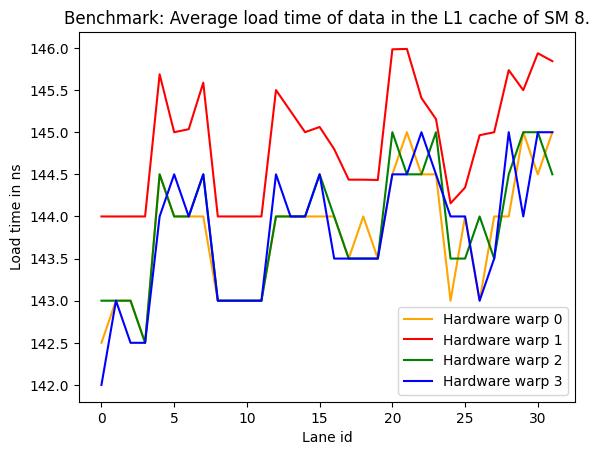 Benchmark: Average load time of data in the L1 cache of SM 8.
146.0
145.5
145.0
144.5
144.0
143.5
143.0
142.5
142.0
Load time in ns
Hardware warp 0
Hardware warp 1
Hardware warp 2
Hardware warp 3
0 5 10 15 20 25 30
Lane id